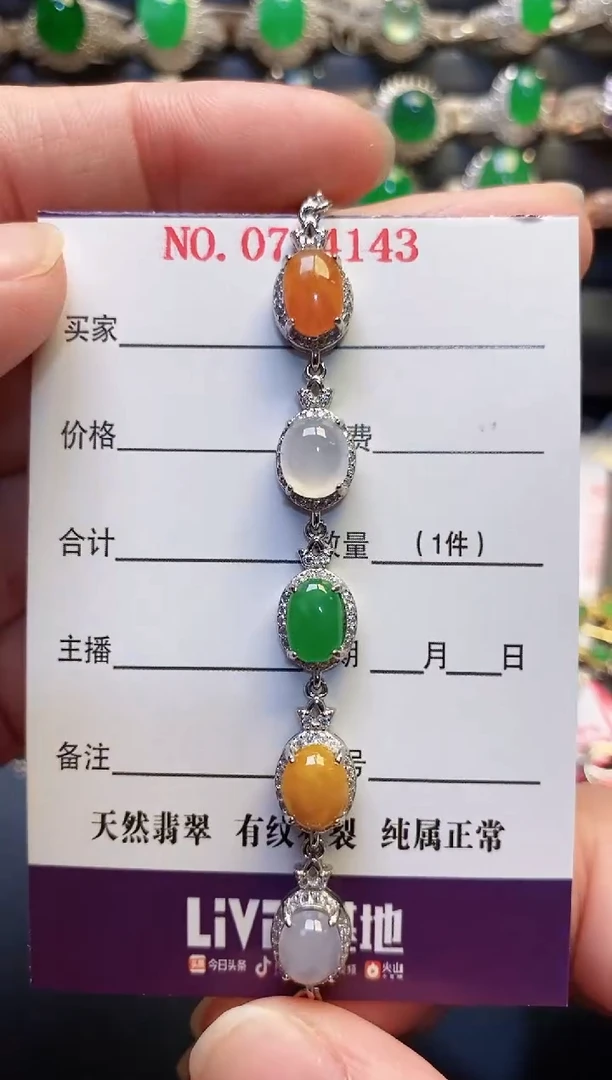 NO. 07 4143
买家
价格 费
合计 数量 (1件)
主播 期 月 日
备注 号
天然翡翠 有纹 裂 纯属正常
LiV 基地
今日头条 火山